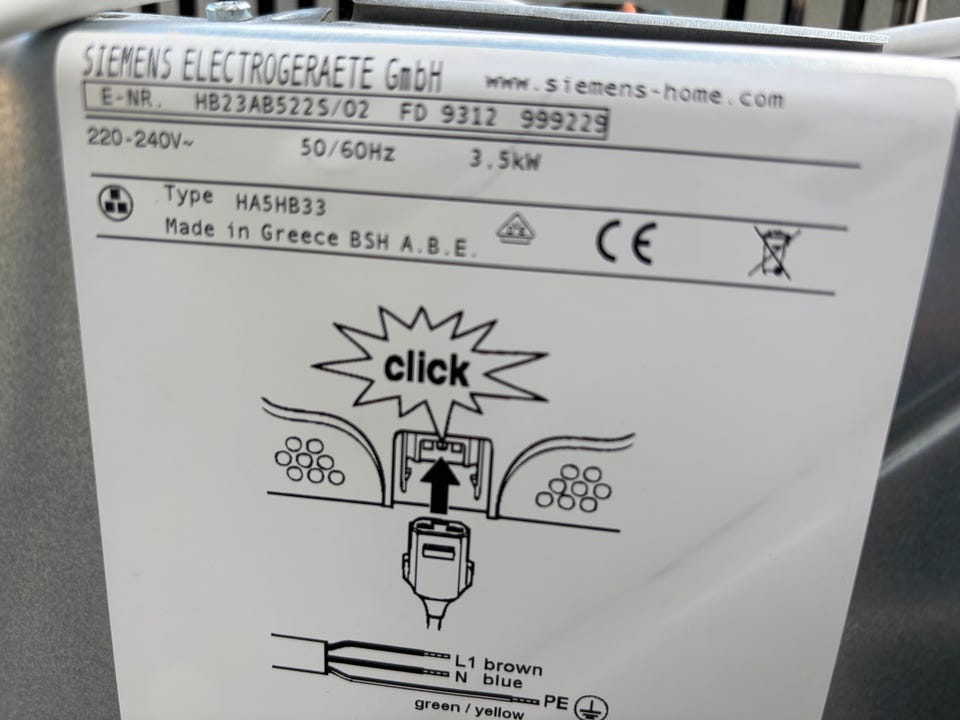 SIEMENS ELECTROGERAETE GmbH www.siemens-home.com
E-NR. HB23AB522S/02 FD 9312 999229
220-240V~ 50/60Hz 3.5kW
Type HA5HB33
Made in Greece BSH A.B.E.
CE
click
L1 brown
N blue
PE
green / yellow